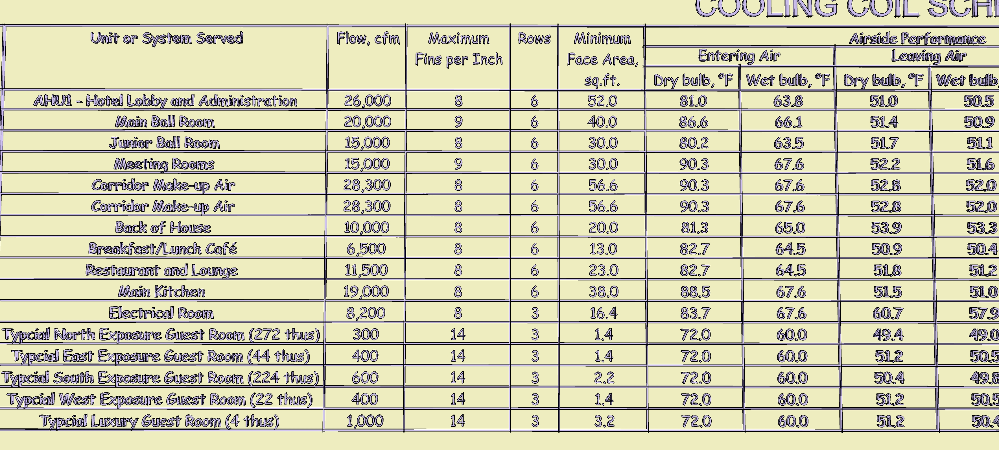 COOLING COIL
Unit or System Served Flow, cfm Maximum Fins per Inch Rows Minimum Face Area, sq.ft. Airside Performance
Entering Air Leaving Air
Dry bulb, °F Wet bulb, °F Dry bulb, °F Wet bulb,
AHU1 - Hotel Lobby and Administration 26,000 8 6 52.0 81.0 63.8 51.0 50.5
Main Ball Room 20,000 9 6 40.0 86.6 66.1 51.4 50.9
Junior Ball Room 15,000 8 6 30.0 80.2 63.5 51.7 51.1
Meeting Rooms 15,000 9 6 30.0 90.3 67.6 52.2 51.6
Corridor Make-up Air 28,300 8 6 56.6 90.3 67.6 52.8 52.0
Corridor Make-up Air 28,300 8 6 56.6 90.3 67.6 52.8 52.0
Back of House 10,000 8 6 20.0 81.3 65.0 53.9 53.3
Breakfast/Lunch Café 6,500 8 6 13.0 82.7 64.5 50.9 50.4
Restaurant and Lounge 11,500 8 6 23.0 82.7 64.5 51.8 51.2
Main Kitchen 19,000 8 6 38.0 88.5 67.6 51.5 51.0
Electrical Room 8,200 8 3 16.4 83.7 67.6 60.7 57.9
Typcial North Exposure Guest Room (272 thus) 300 14 3 1.4 72.0 60.0 49.4 49.0
Typcial East Exposure Guest Room (44 thus) 400 14 3 1.4 72.0 60.0 51.2 50.5
Typcial South Exposure Guest Room (224 thus) 600 14 3 2.2 72.0 60.0 50.4 49.8
Typcial West Exposure Guest Room (22 thus) 400 14 3 1.4 72.0 60.0 51.2 50.5
Typcial Luxury Guest Room (4 thus) 1,000 14 3 3.2 72.0 60.0 51.2 50.4